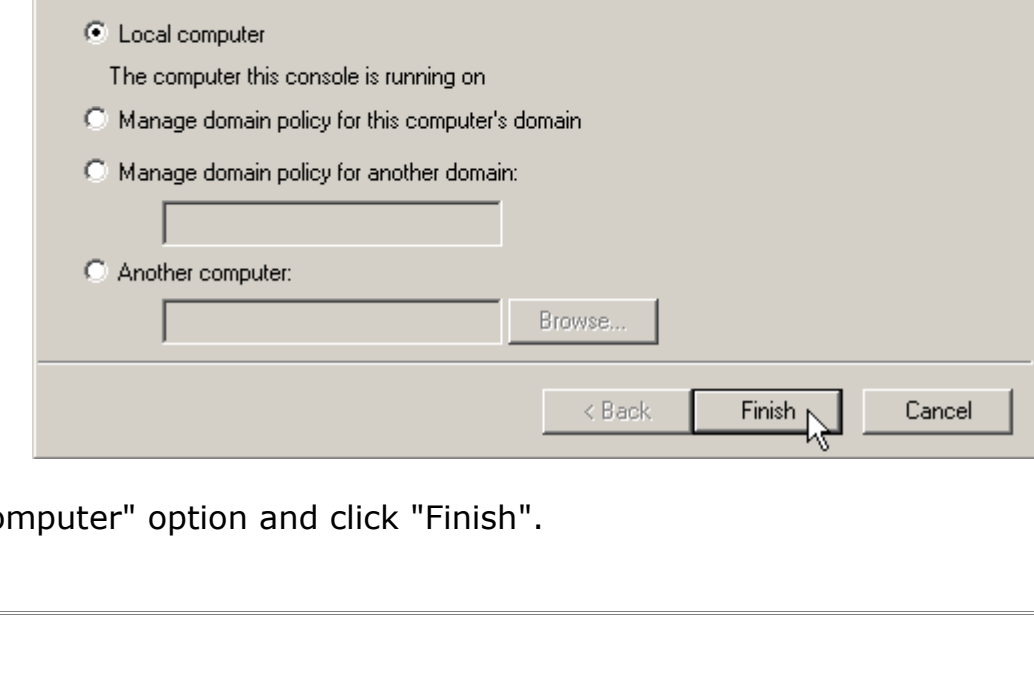 Local computer
The computer this console is running on
Manage domain policy for this computer's domain
Manage domain policy for another domain:
Another computer:
Browse...
< Back
Finish
Cancel
omputer" option and click "Finish".